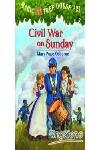 MAGIC TREE HOUSE #21
Civil War
on Sunday
Mary Pope Osborne